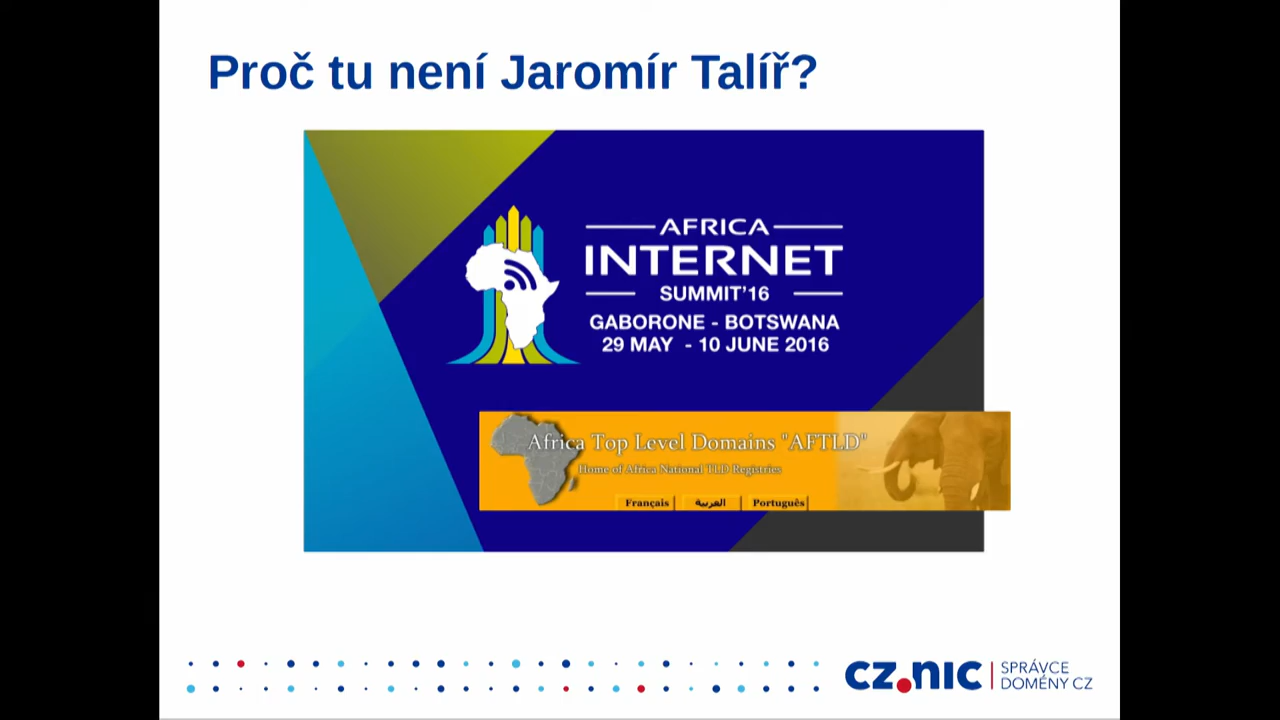 Proč tu není Jaromír Talíř?
AFRICA
INTERNET
SUMMIT'16
GABORONE - BOTSWANA
29 MAY - 10 JUNE 2016
Africa Top Level Domains "AFTLD"
Home of Africa National TLD Registries
Français العربية Português
CZ.NIC SPRÁVCE
DOMÉNY CZ